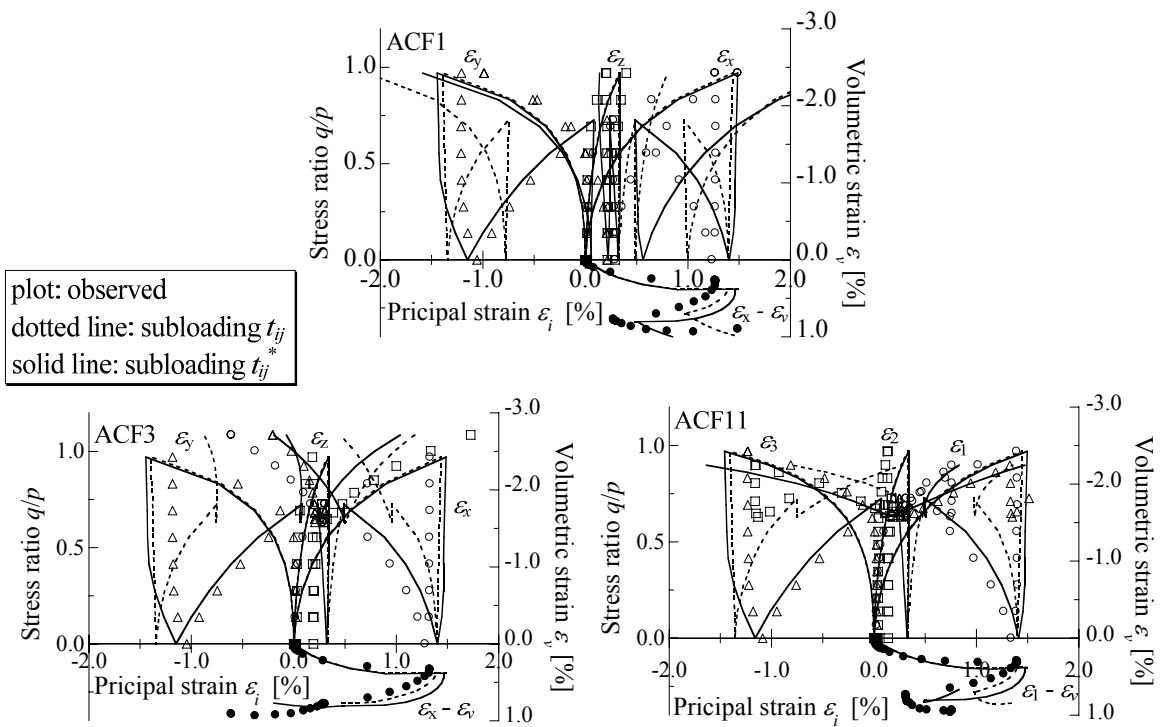 ACF1
εy
εz
εx
1.0
0.5
0.0
Stress ratio q/p
-3.0
-2.0
-1.0
0.0
1.0
Volumetric strain εv [%]
-2.0
-1.0
0.0
1.0
2.0
Pricipal strain εi [%]
εx - εv
plot: observed
dotted line: subloading tij
solid line: subloading tij*
ACF3
εy
εz
εx
1.0
0.5
0.0
Stress ratio q/p
-3.0
-2.0
-1.0
0.0
1.0
Volumetric strain εv [%]
-2.0
-1.0
0.0
1.0
2.0
Pricipal strain εi [%]
εx - εv
ACF11
ε3
ε2
ε1
1.0
0.5
0.0
Stress ratio q/p
-3.0
-2.0
-1.0
0.0
1.0
Volumetric strain εv [%]
-2.0
-1.0
0.0
1.0
2.0
Pricipal strain εi [%]
ε1 - εv